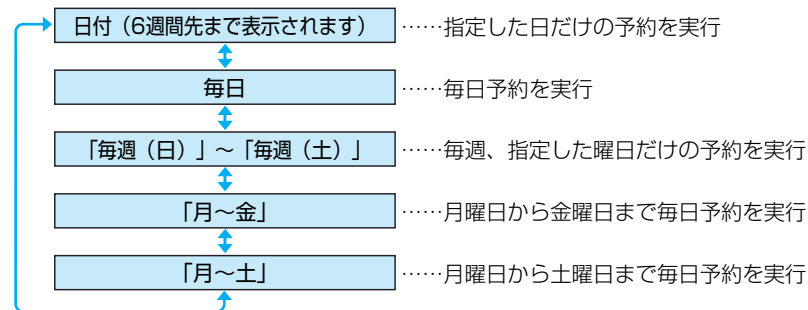 日付（6週間先まで表示されます）……指定した日だけの予約を実行
毎日……毎日予約を実行
「毎週（日）」～「毎週（土）」……毎週、指定した曜日だけの予約を実行
「月～金」……月曜日から金曜日まで毎日予約を実行
「月～土」……月曜日から土曜日まで毎日予約を実行